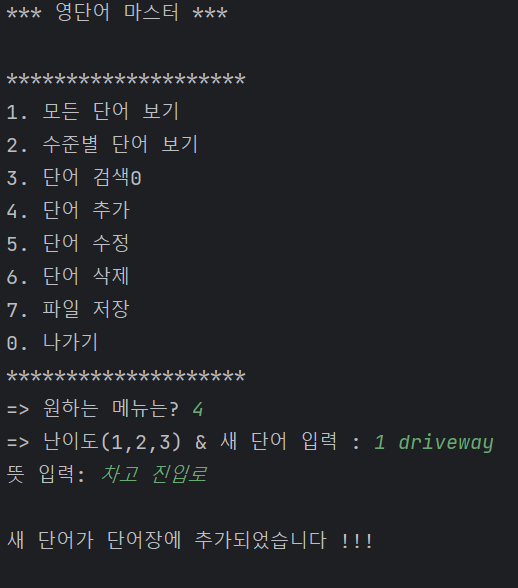 *** 영단어 마스터 ***
********************
1. 모든 단어 보기
2. 수준별 단어 보기
3. 단어 검색0
4. 단어 추가
5. 단어 수정
6. 단어 삭제
7. 파일 저장
0. 나가기
********************
=> 원하는 메뉴는? 4
=> 난이도(1,2,3) & 새 단어 입력 : 1 driveway
뜻 입력: 차고 진입로
새 단어가 단어장에 추가되었습니다 !!!